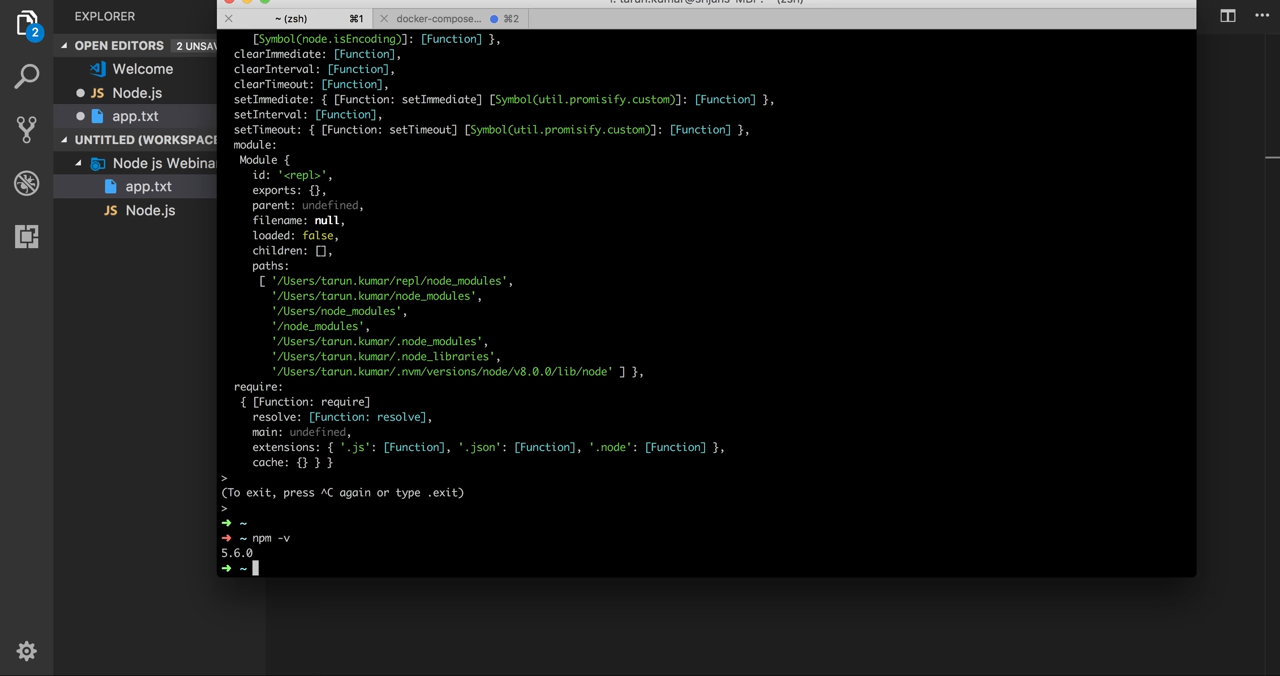 EXPLORER
OPEN EDITORS 2 UNSAV
Welcome
JS Node.js
app.txt
UNTITLED (WORKSPACE
Node js Webina
app.txt
JS Node.js
2
~ (zsh) ⌘1
docker-compose... ⌘2
[Symbol(node.isEncoding)]: [Function] },
clearImmediate: [Function],
clearInterval: [Function],
clearTimeout: [Function],
setImmediate: { [Function: setImmediate] [Symbol(util.promisify.custom)]: [Function] },
setInterval: [Function],
setTimeout: { [Function: setTimeout] [Symbol(util.promisify.custom)]: [Function] },
module:
Module {
id: '<repl>',
exports: {},
parent: undefined,
filename: null,
loaded: false,
children: [],
paths:
[ '/Users/tarun.kumar/repl/node_modules',
'/Users/tarun.kumar/node_modules',
'/Users/node_modules',
'/node_modules',
'/Users/tarun.kumar/.node_modules',
'/Users/tarun.kumar/.node_libraries',
'/Users/tarun.kumar/.nvm/versions/node/v8.0.0/lib/node' ] },
require:
{ [Function: require]
resolve: [Function: resolve],
main: undefined,
extensions: { '.js': [Function], '.json': [Function], '.node': [Function] },
cache: {} } }
>
(To exit, press ^C again or type .exit)
>
➜ ~
➜ ~ npm -v
5.6.0
➜ ~